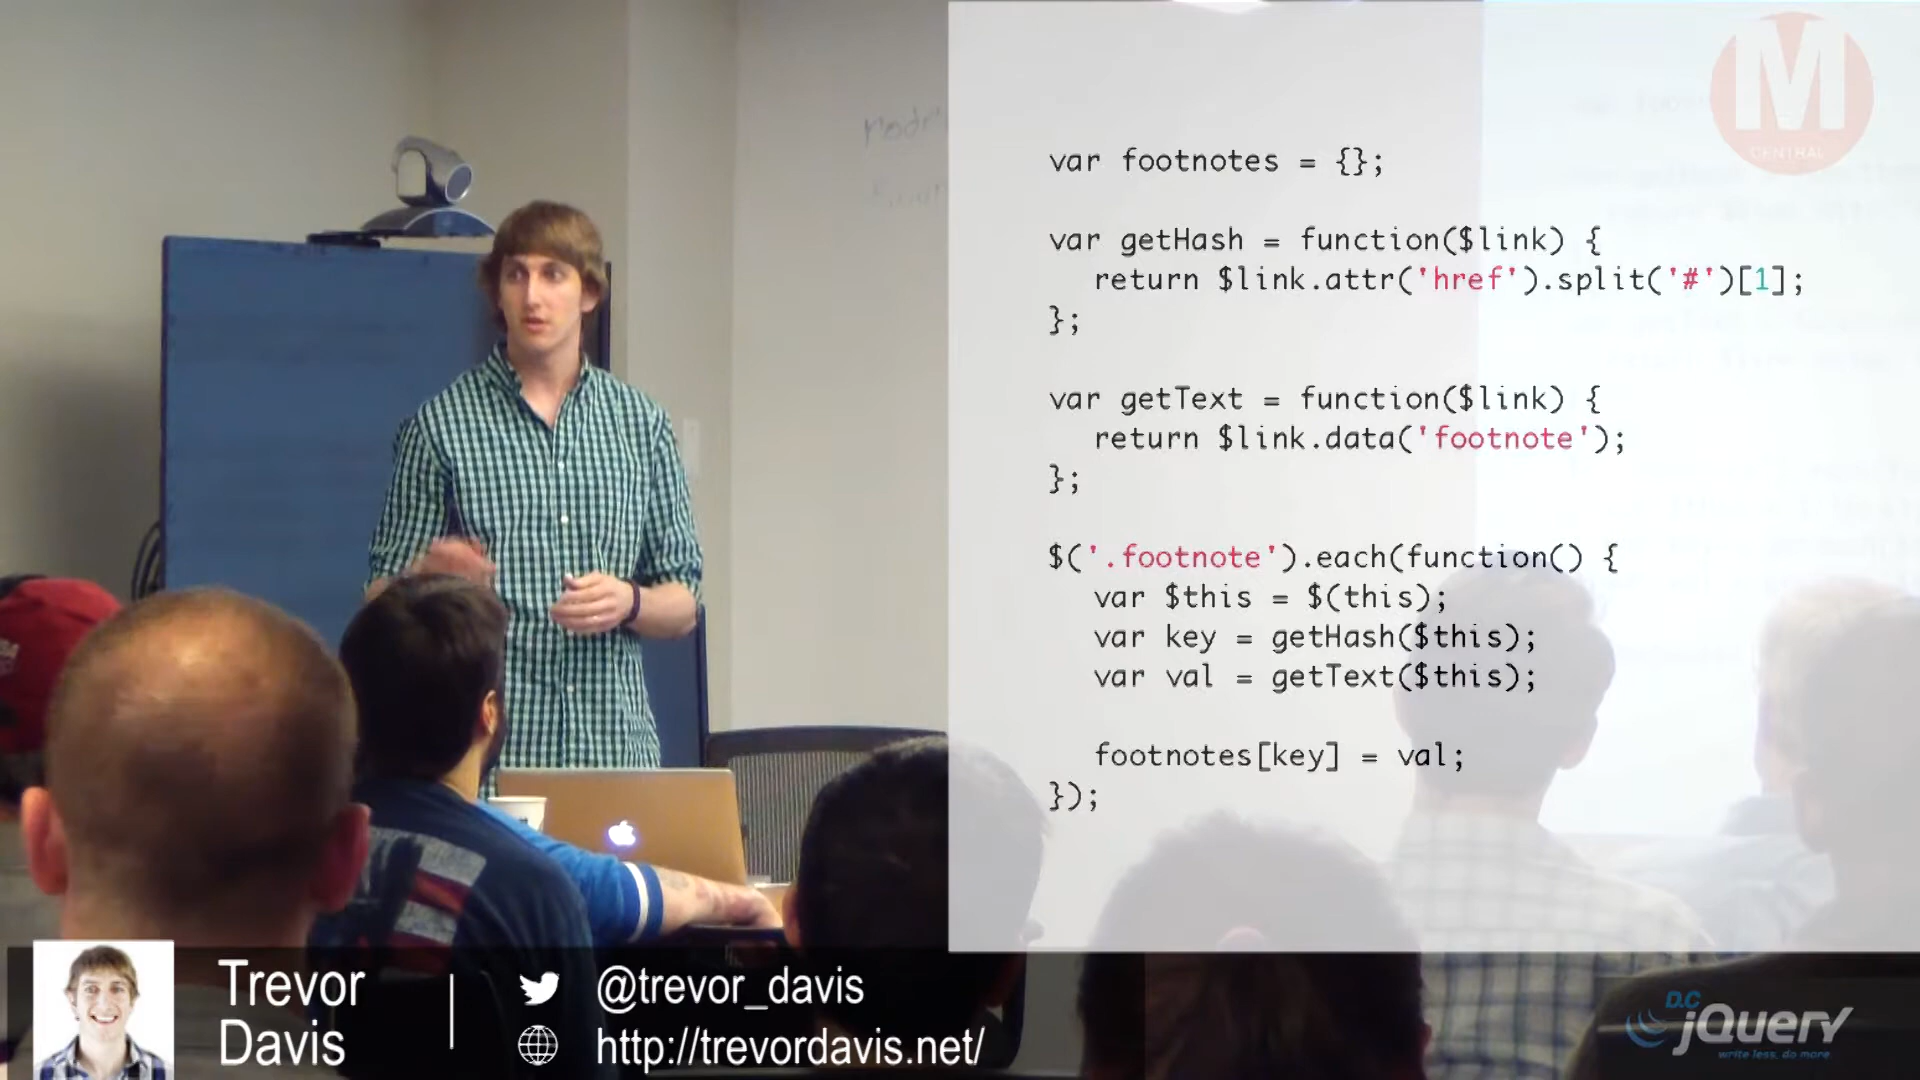 M
CENTRAL
var footnotes = {};
var getHash = function($link) {
return $link.attr('href').split('#')[1];
};
var getText = function($link) {
return $link.data('footnote');
};
$('.footnote').each(function() {
var $this = $(this);
var key = getHash($this);
var val = getText($this);
footnotes[key] = val;
});
Trevor
Davis
@trevor_davis
http://trevordavis.net/
D.C
jQuery
write less, do more.